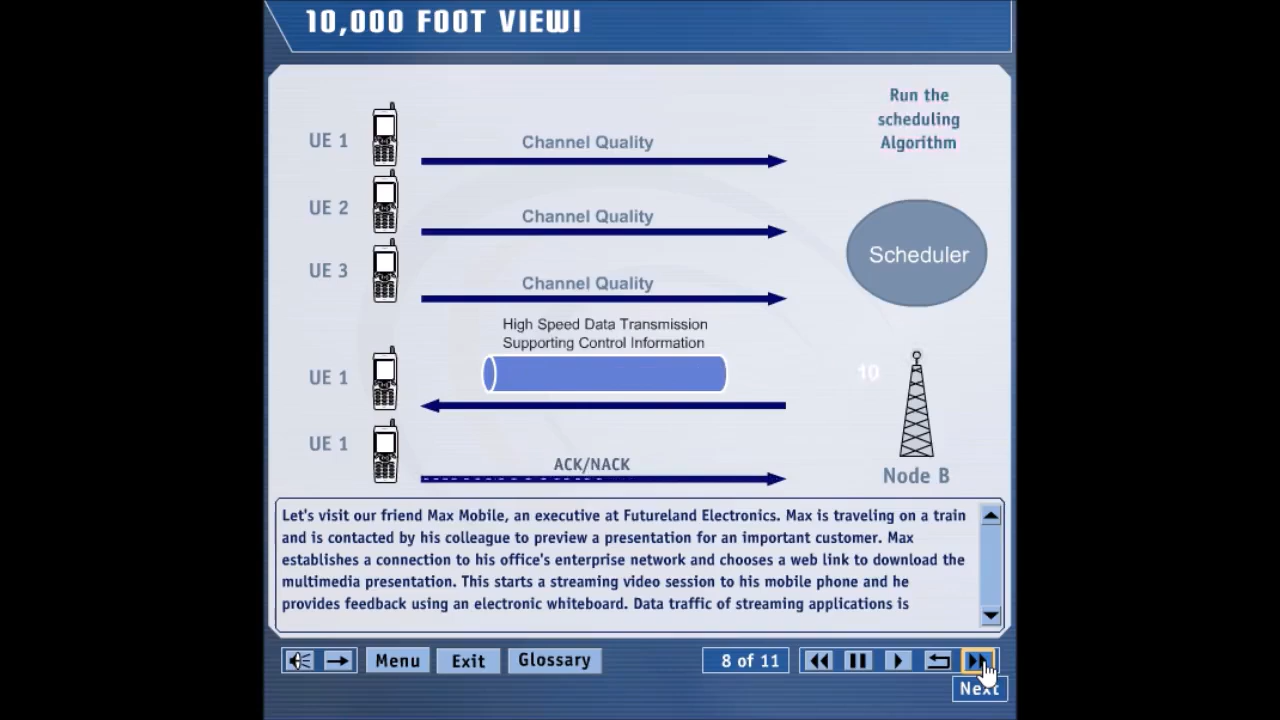 10,000 FOOT VIEW!
Run the
scheduling
Algorithm
UE 1
Channel Quality
UE 2
Channel Quality
Scheduler
UE 3
Channel Quality
High Speed Data Transmission
Supporting Control Information
UE 1
10
UE 1
ACK/NACK
Node B
Let's visit our friend Max Mobile, an executive at Futureland Electronics. Max is traveling on a train
and is contacted by his colleague to preview a presentation for an important customer. Max
establishes a connection to his office's enterprise network and chooses a web link to download the
multimedia presentation. This starts a streaming video session to his mobile phone and he
provides feedback using an electronic whiteboard. Data traffic of streaming applications is
Menu
Exit
Glossary
8 of 11
Next